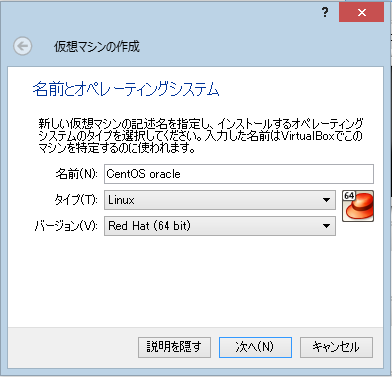 ?
仮想マシンの作成
名前とオペレーティングシステム
新しい仮想マシンの記述名を指定し、インストールするオペレーティング
システムのタイプを選択してください。入力した名前はVirtualBoxでこの
マシンを特定するのに使われます。
名前(N): CentOS oracle
タイプ(T): Linux
64
バージョン(V): Red Hat (64 bit)
説明を隠す 次へ(N) キャンセル